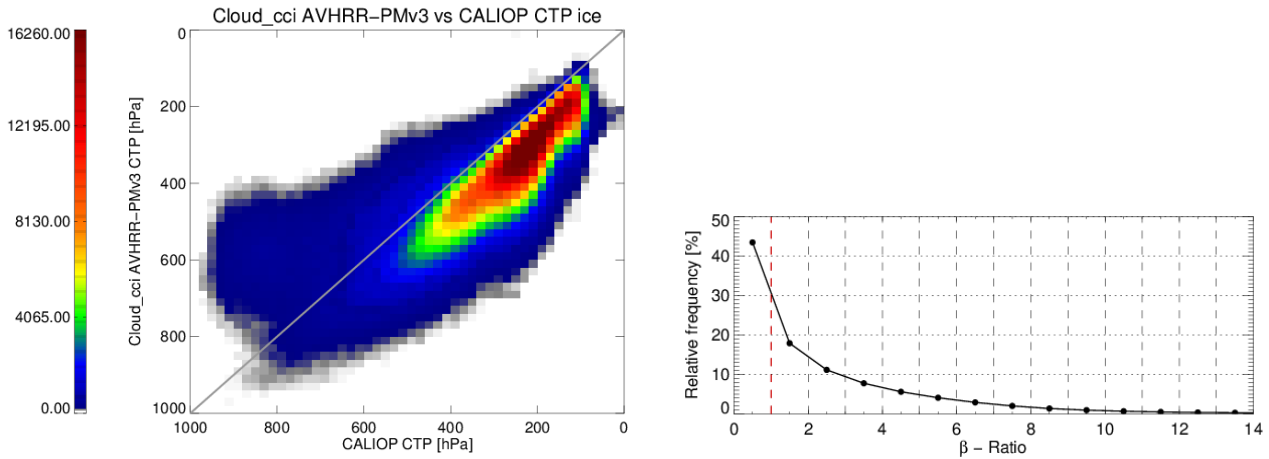 Cloud_cci AVHRR−PMv3 vs CALIOP CTP ice
16260.00
12195.00
8130.00
4065.00
0.00
Cloud_cci AVHRR−PMv3 CTP [hPa]
0
200
400
600
800
1000
1000 800 600 400 200 0
CALIOP CTP [hPa]
Relative frequency [%]
50
40
30
20
10
0
0 2 4 6 8 10 12 14
β − Ratio